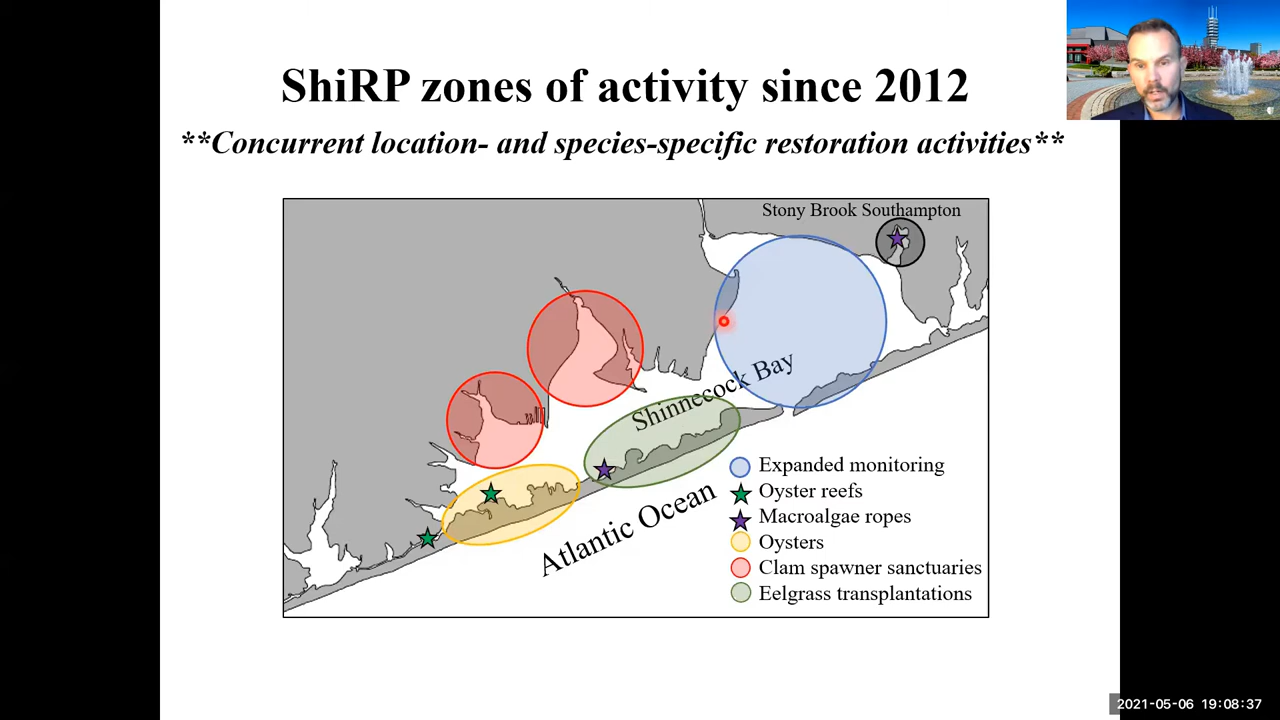 ShiRP zones of activity since 2012
**Concurrent location- and species-specific restoration activities**
Stony Brook Southampton
Shinnecock Bay
Atlantic Ocean
Expanded monitoring
Oyster reefs
Macroalgae ropes
Oysters
Clam spawner sanctuaries
Eelgrass transplantations
2021-05-06 19:08:37